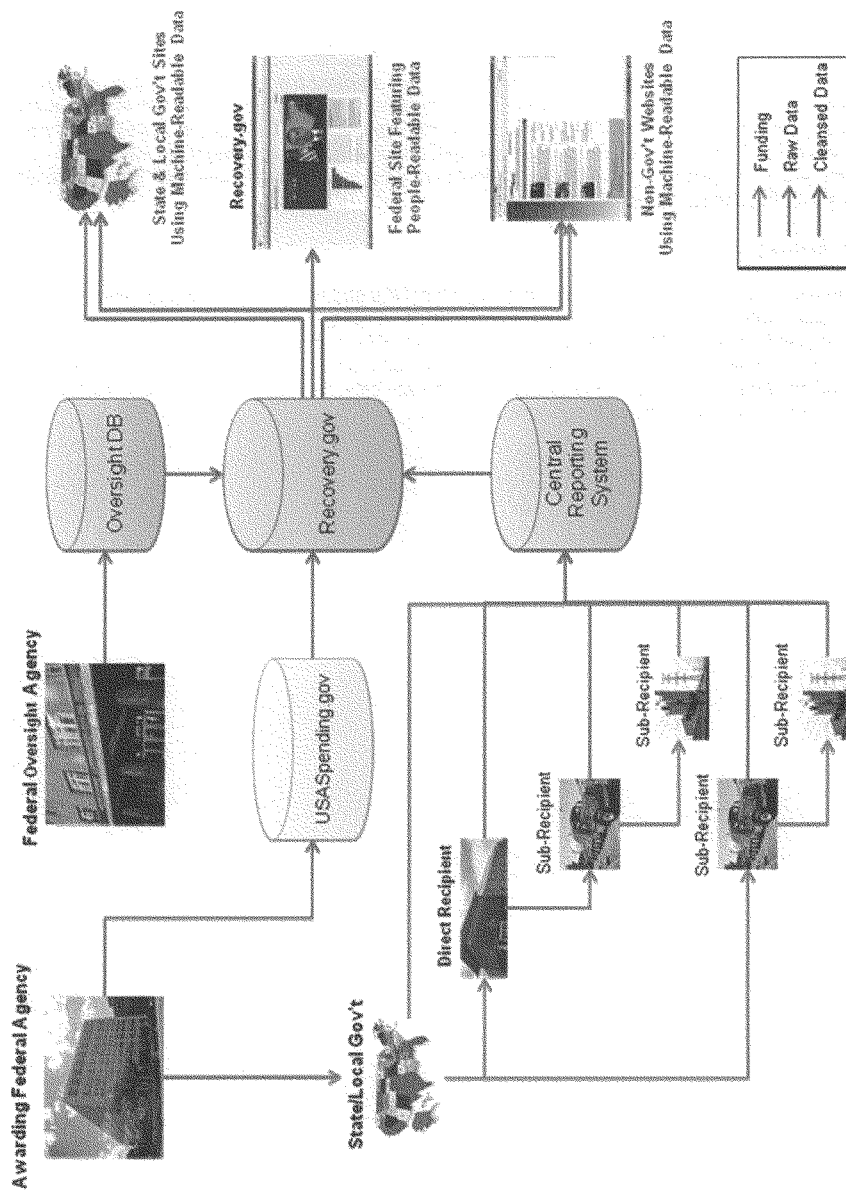 Awarding Federal Agency
Federal Oversight Agency
USASpending.gov
OversightDB
Recovery.gov
Central
Reporting
System
State/Local Gov't
Direct Recipient
Sub-Recipient
Sub-Recipient
Sub-Recipient
Sub-Recipient
State & Local Gov't Sites
Using Machine-Readable Data
Recovery.gov
Federal Site Featuring
People-Readable Data
Non-Gov't Websites
Using Machine-Readable Data
Funding
Raw Data
Cleansed Data